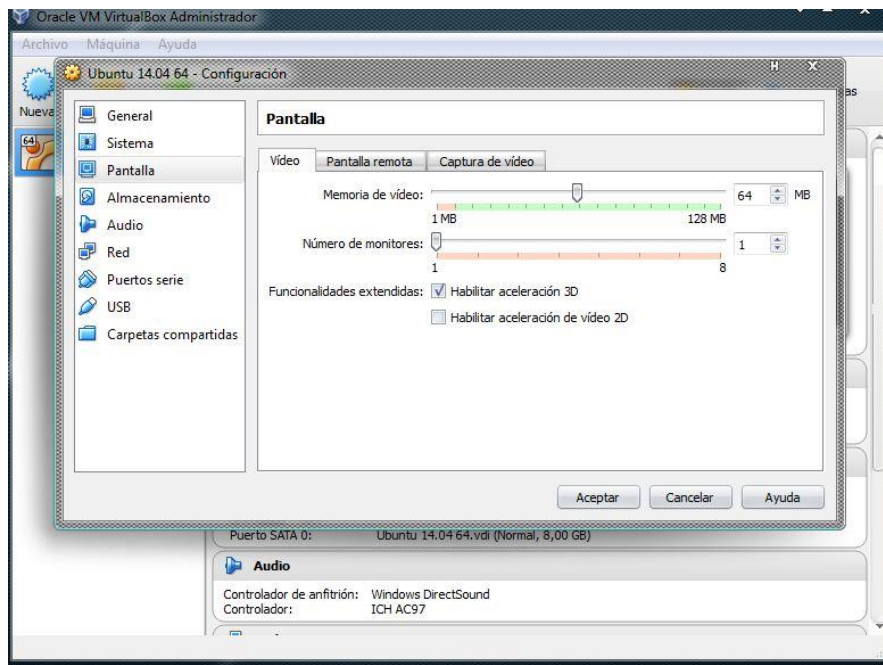 Oracle VM VirtualBox Administrador
Archivo Máquina Ayuda
Nueva
64
Ubuntu 14.04 64 - Configuración
General
Sistema
Pantalla
Almacenamiento
Audio
Red
Puertos serie
USB
Carpetas compartidas
Pantalla
Vídeo Pantalla remota Captura de vídeo
Memoria de vídeo: 64 MB
1 MB 128 MB
Número de monitores: 1
1 8
Funcionalidades extendidas: Habilitar aceleración 3D
Habilitar aceleración de vídeo 2D
Aceptar Cancelar Ayuda
as
Puerto SATA 0: Ubuntu 14.04 64.vdi (Normal, 8,00 GB)
Audio
Controlador de anfitrión: Windows DirectSound
Controlador: ICH AC97